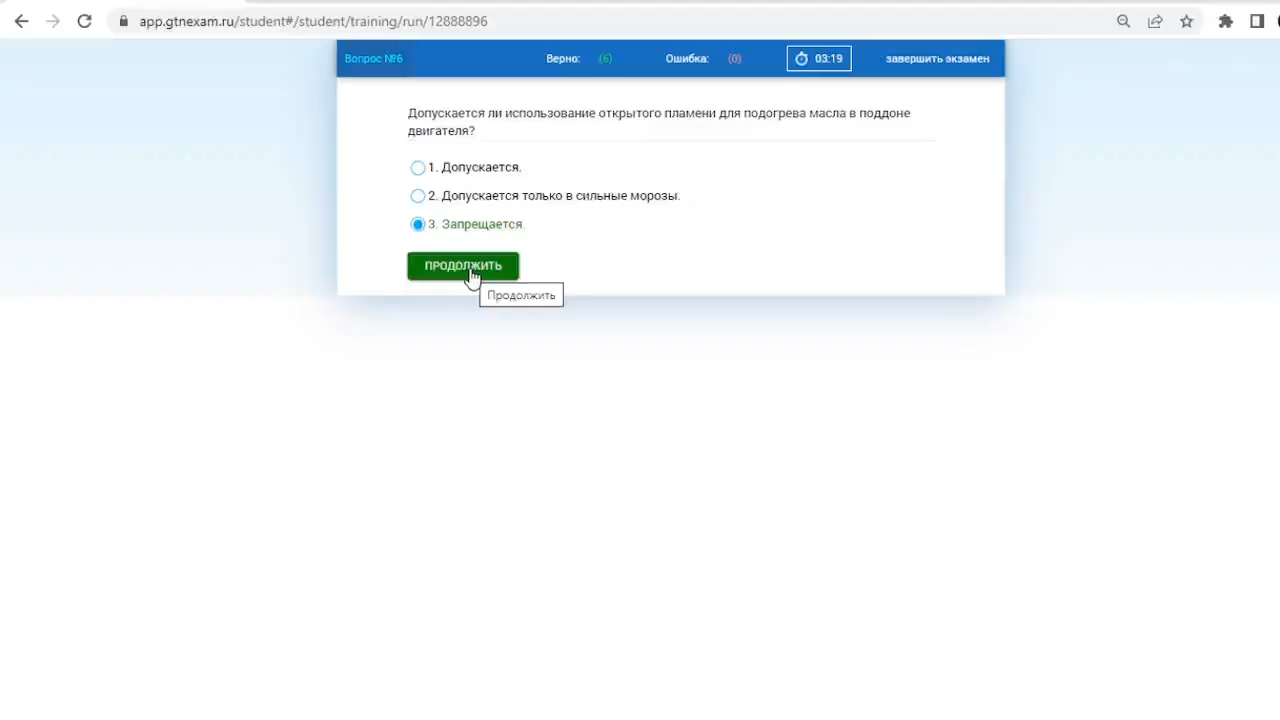 app.gtnexam.ru/student#/student/training/run/12888896
Вопрос №6 Верно: (6) Ошибка: (0) 03:19 завершить экзамен
Допускается ли использование открытого пламени для подогрева масла в поддоне
двигателя?
1. Допускается.
2. Допускается только в сильные морозы.
3. Запрещается.
ПРОДОЛЖИТЬ
Продолжить